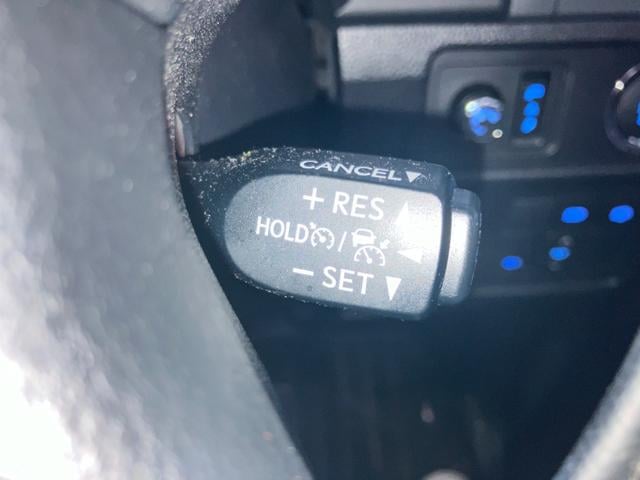 CANCEL
+ RES
HOLD /
– SET